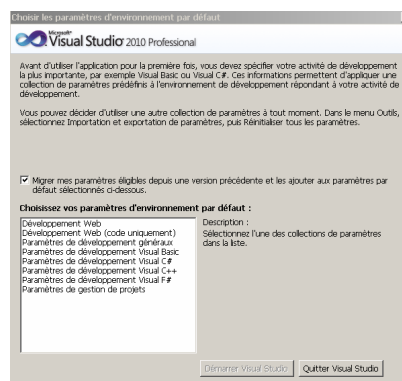 Choisir les paramètres d'environnement par défaut
Microsoft
Visual Studio 2010 Professional
Avant d'utiliser l'application pour la première fois, vous devez spécifier votre activité de développement
la plus importante, par exemple Visual Basic ou Visual C#. Ces informations permettent d'appliquer une
collection de paramètres prédéfinis à l'environnement de développement répondant à votre activité de
développement.
Vous pouvez décider d'utiliser une autre collection de paramètres à tout moment. Dans le menu Outils,
sélectionnez Importation et exportation de paramètres, puis Réinitialiser tous les paramètres.
Migrer mes paramètres éligibles depuis une version précédente et les ajouter aux paramètres par
défaut sélectionnés ci-dessous.
Choisissez vos paramètres d'environnement par défaut :
Développement Web
Développement Web (code uniquement)
Paramètres de développement généraux
Paramètres de développement Visual Basic
Paramètres de développement Visual C#
Paramètres de développement Visual C++
Paramètres de développement Visual F#
Paramètres de gestion de projets
Description :
Sélectionnez l'une des collections de paramètres
dans la liste.
Démarrer Visual Studio
Quitter Visual Studio